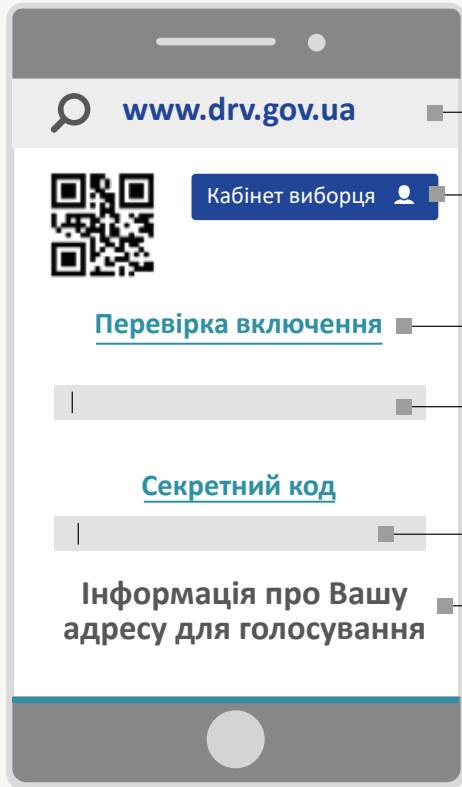 www.drv.gov.ua
Кабінет виборця
Перевірка включення
Секретний код
Інформація про Вашу
адресу для голосування